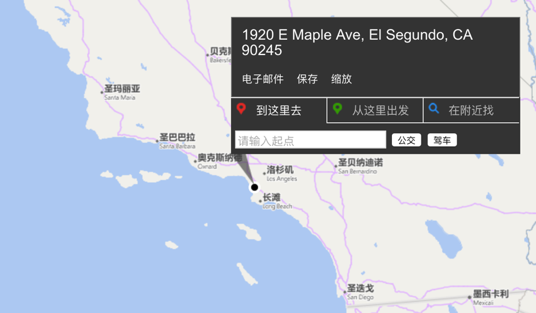 1920 E Maple Ave, El Segundo, CA
90245
电子邮件 保存 缩放
到这里去 从这里出发 在附近找
请输入起点 公交 驾车
贝克斯
Bakersfie
圣玛丽亚
Santa Maria
圣巴巴拉
Santa Barbara
奥克斯纳德
Oxnard
洛杉矶
Los Angeles
圣贝纳迪诺
San Bernardino
长滩
Long Beach
圣迭戈
San Diego
墨西卡利
Mexicali